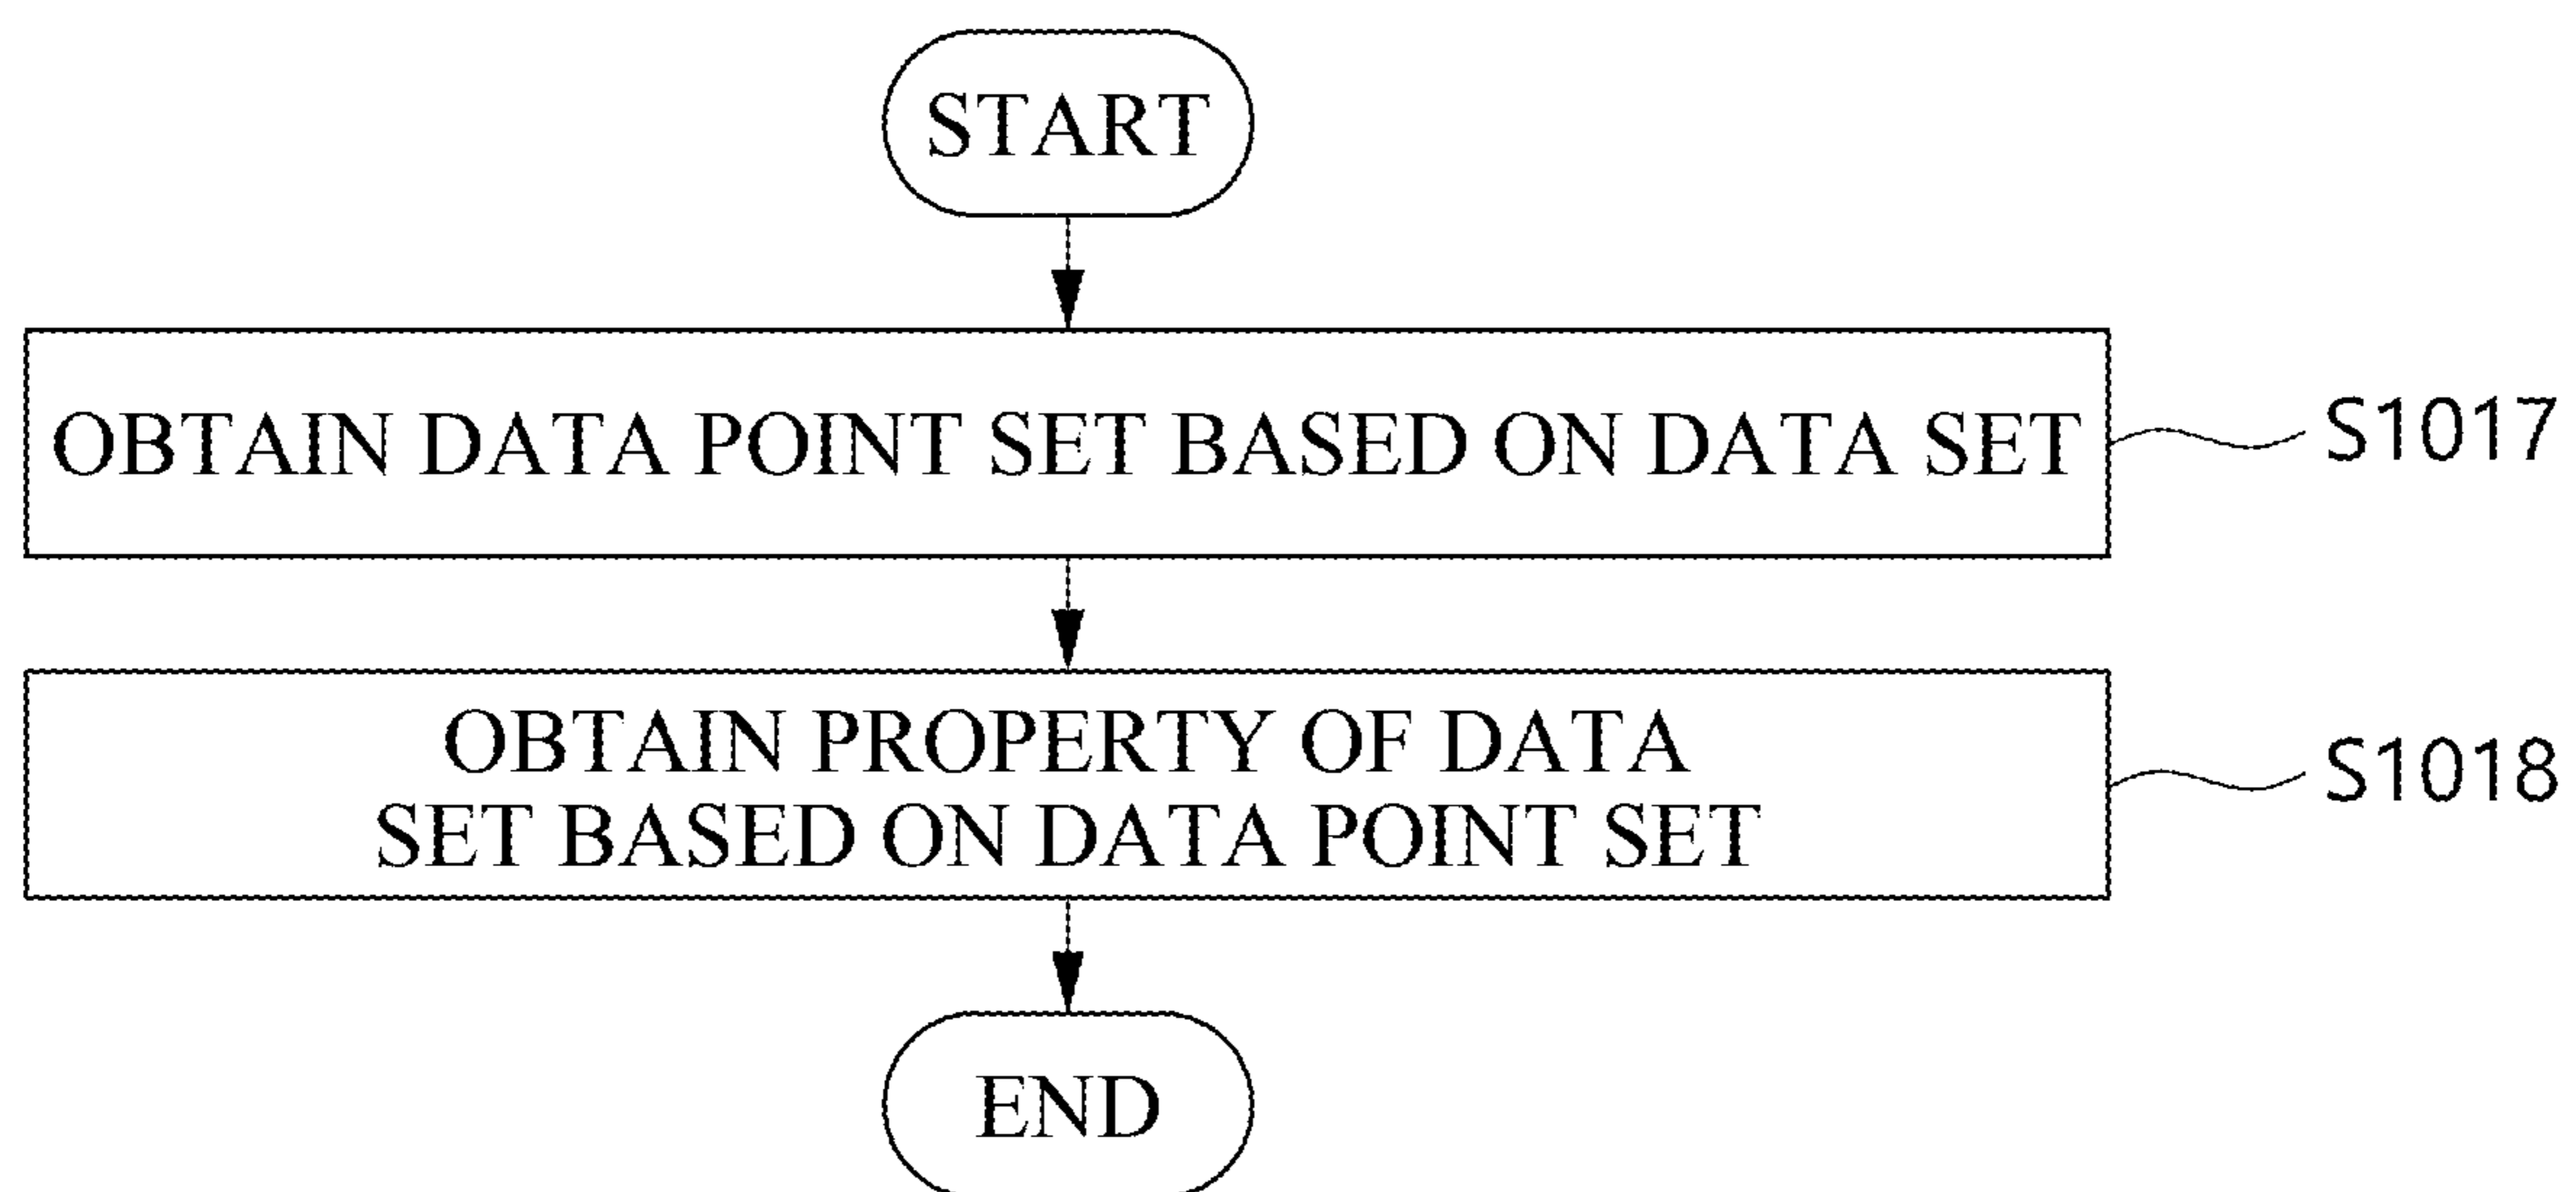 START
OBTAIN DATA POINT SET BASED ON DATA SET
S1017
OBTAIN PROPERTY OF DATA
SET BASED ON DATA POINT SET
S1018
END